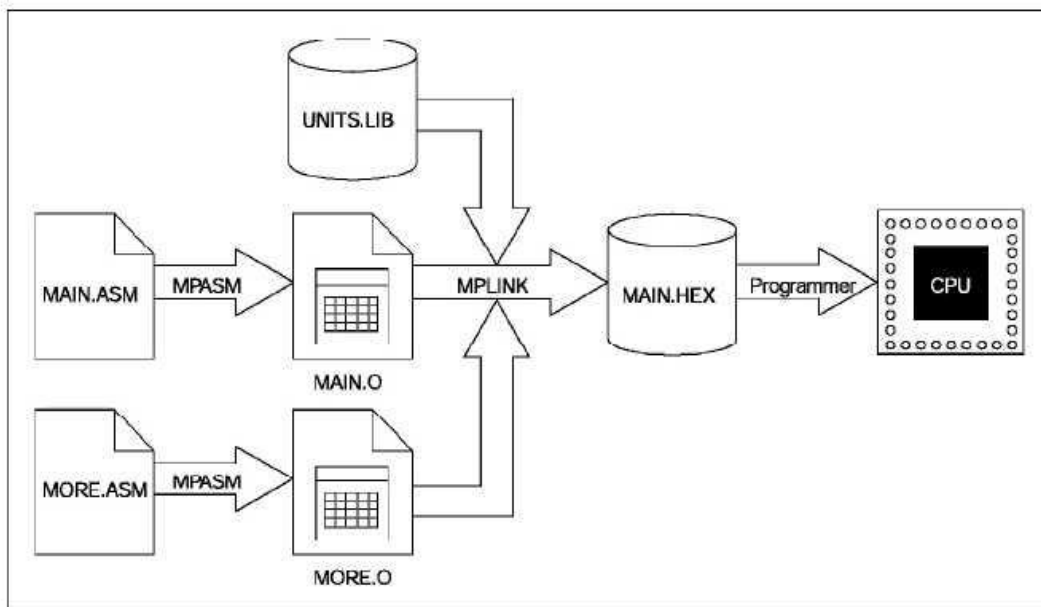 UNITS.LIB
MAIN.ASM
MPASM
MPLINK
MAIN.HEX
Programmer
CPU
MAIN.O
MORE.ASM
MPASM
MORE.O